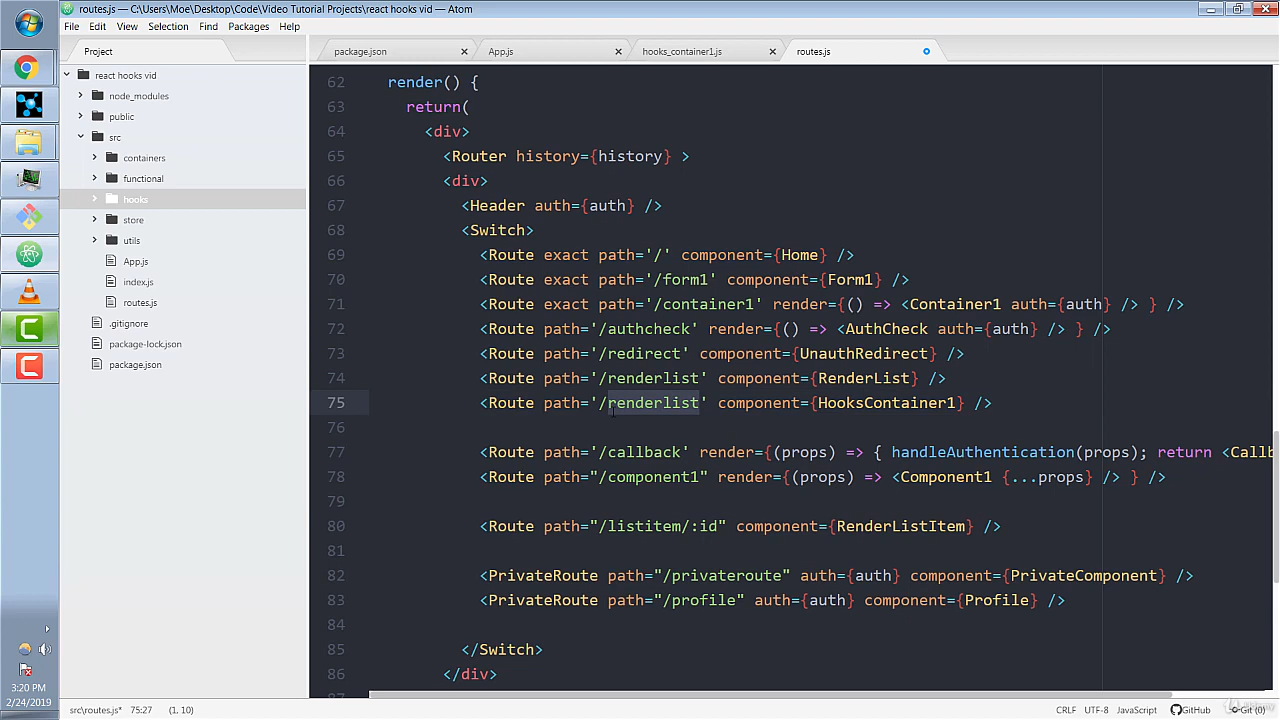 routes.js — C:\Users\Moe\Desktop\Code\Video Tutorial Projects\react hooks vid — Atom
File Edit View Selection Find Packages Help
Project
package.json
App.js
hooks_container1.js
routes.js
react hooks vid
node_modules
public
src
containers
functional
hooks
store
utils
App.js
index.js
routes.js
.gitignore
package-lock.json
package.json
62 render() {
63 return(
64 <div>
65 <Router history={history} >
66 <div>
67 <Header auth={auth} />
68 <Switch>
69 <Route exact path='/' component={Home} />
70 <Route exact path='/form1' component={Form1} />
71 <Route exact path='/container1' render={() => <Container1 auth={auth} /> } />
72 <Route path='/authcheck' render={() => <AuthCheck auth={auth} /> } />
73 <Route path='/redirect' component={UnauthRedirect} />
74 <Route path='/renderlist' component={RenderList} />
75 <Route path='/renderlist' component={HooksContainer1} />
76
77 <Route path='/callback' render={(props) => { handleAuthentication(props); return <Callb
78 <Route path="/component1" render={(props) => <Component1 {...props} /> } />
79
80 <Route path="/listitem/:id" component={RenderListItem} />
81
82 <PrivateRoute path="/privateroute" auth={auth} component={PrivateComponent} />
83 <PrivateRoute path="/profile" auth={auth} component={Profile} />
84
85 </Switch>
86 </div>
87
3:20 PM
2/24/2019
src\routes.js* 75:27 (1, 10)
CRLF UTF-8 JavaScript GitHub Git (0)